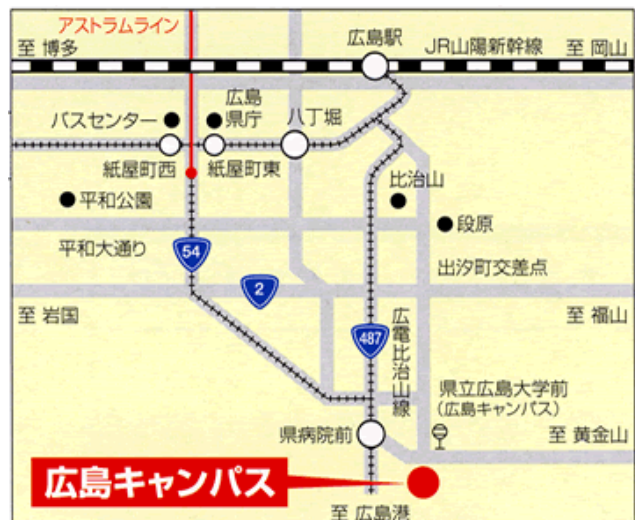 アストラムライン
至 博多
広島駅
JR山陽新幹線
至 岡山
バスセンター
広島
県庁
八丁堀
紙屋町西
紙屋町東
比治山
平和公園
段原
平和大通り
54
出汐町交差点
2
至 岩国
至 福山
487
広電比治山線
県立広島大学前
(広島キャンパス)
県病院前
至 黄金山
広島キャンパス
至 広島港